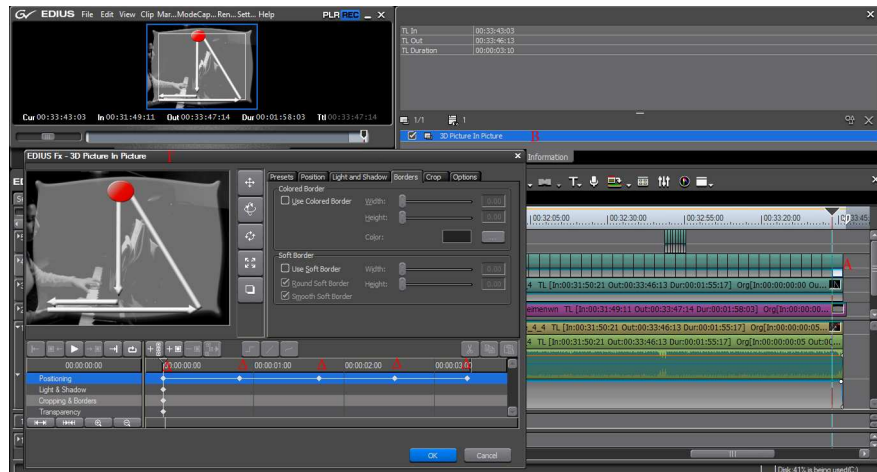 EDIUS File Edit View Clip Mar...ModeCap...Ren...Sett... Help PLR REC
Cur 00:33:43:03 In 00:31:49:11 Out 00:33:47:14 Dur 00:01:58:03 Ttl 00:33:47:14
TL In 00:33:43:03
TL Out 00:33:46:13
TL Duration 00:00:03:10
1/1 1
3D Picture In Picture B
Information
EDIUS Fx - 3D Picture In Picture
Presets Position Light and Shadow Borders Crop Options
Colored Border
Use Colored Border Width: 0.00
Height: 0.00
Color:
Soft Border
Use Soft Border Width: 0.00
Round Soft Border Height: 0.00
Smooth Soft Border
00:32:05:00 00:32:30:00 00:32:55:00 00:33:20:00
A
TL [In:00:31:50:21 Out:00:33:46:13 Dur:00:01:55:17] Org[In:00:00:00:00 Ou...
TL [In:00:31:49:11 Out:00:33:47:14 Dur:00:01:58:03] Org[In:00:00:00...
4_4 TL [In:00:31:50:21 Out:00:33:46:13 Dur:00:01:55:17] Org[In:00:00:00:05...
TL [In:00:31:50:21 Out:00:33:46:13 Dur:00:01:55:17] Org[In:00:00:00:05 Out:0C...
00:00:00:00 00:00:00:00 00:00:01:00 00:00:02:00 00:00:03:00
Positioning
Light & Shadow
Cropping & Borders
Transparency
OK Cancel
Disk:41% is being used(C:)